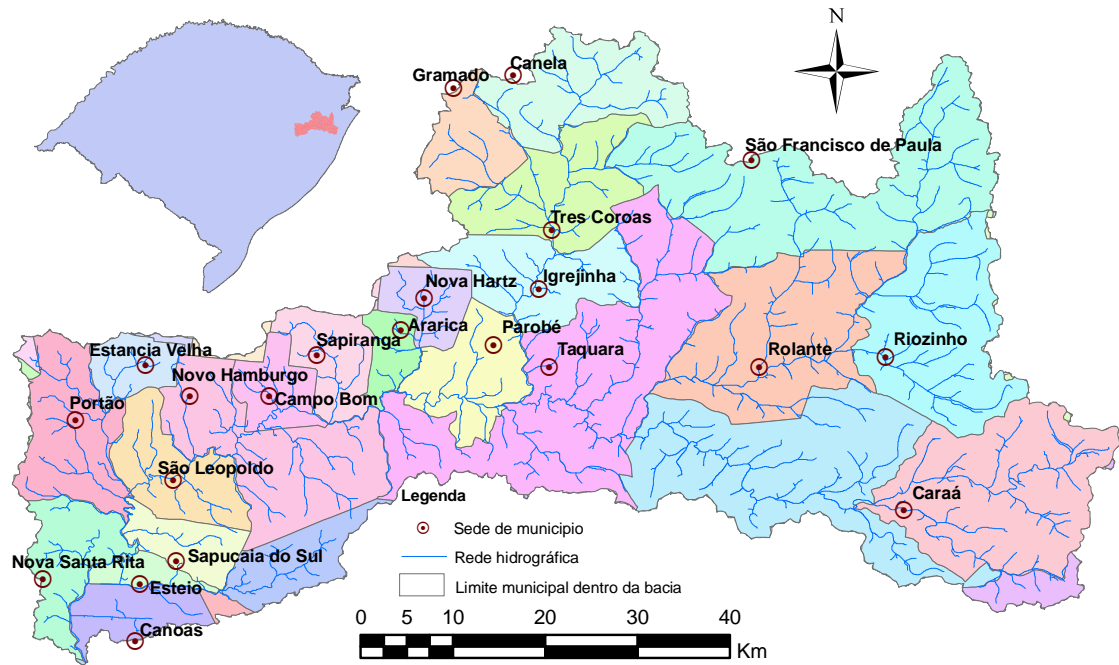 N
Canela
Gramado
São Francisco de Paula
Tres Coroas
Igrejinha
Nova Hartz
Ararica
Parobé
Sapiranga
Estancia Velha
Taquara
Rolante
Riozinho
Novo Hamburgo
Campo Bom
Portão
São Leopoldo
Legenda
Sede de municipio
Rede hidrográfica
Limite municipal dentro da bacia
Caraá
Sapucaia do Sul
Nova Santa Rita
Esteio
Canoas
0 5 10 20 30 40
Km